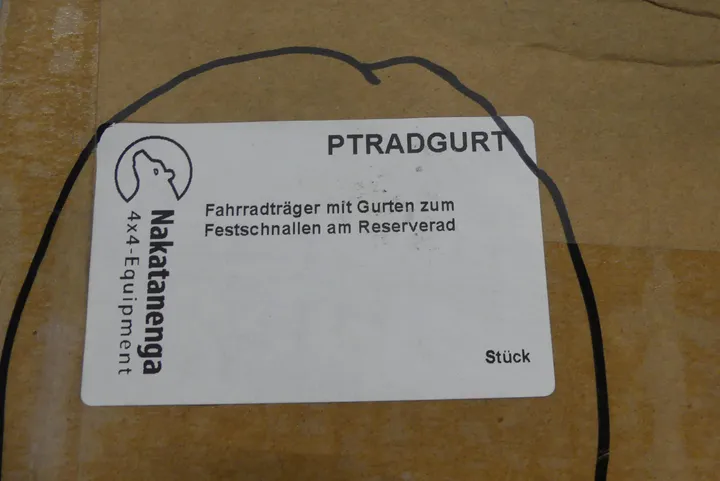 PTRADGURT
Fahrradträger mit Gurten zum
Festschnallen am Reserverad
Nakatanenga
4x4-Equipment
Stück